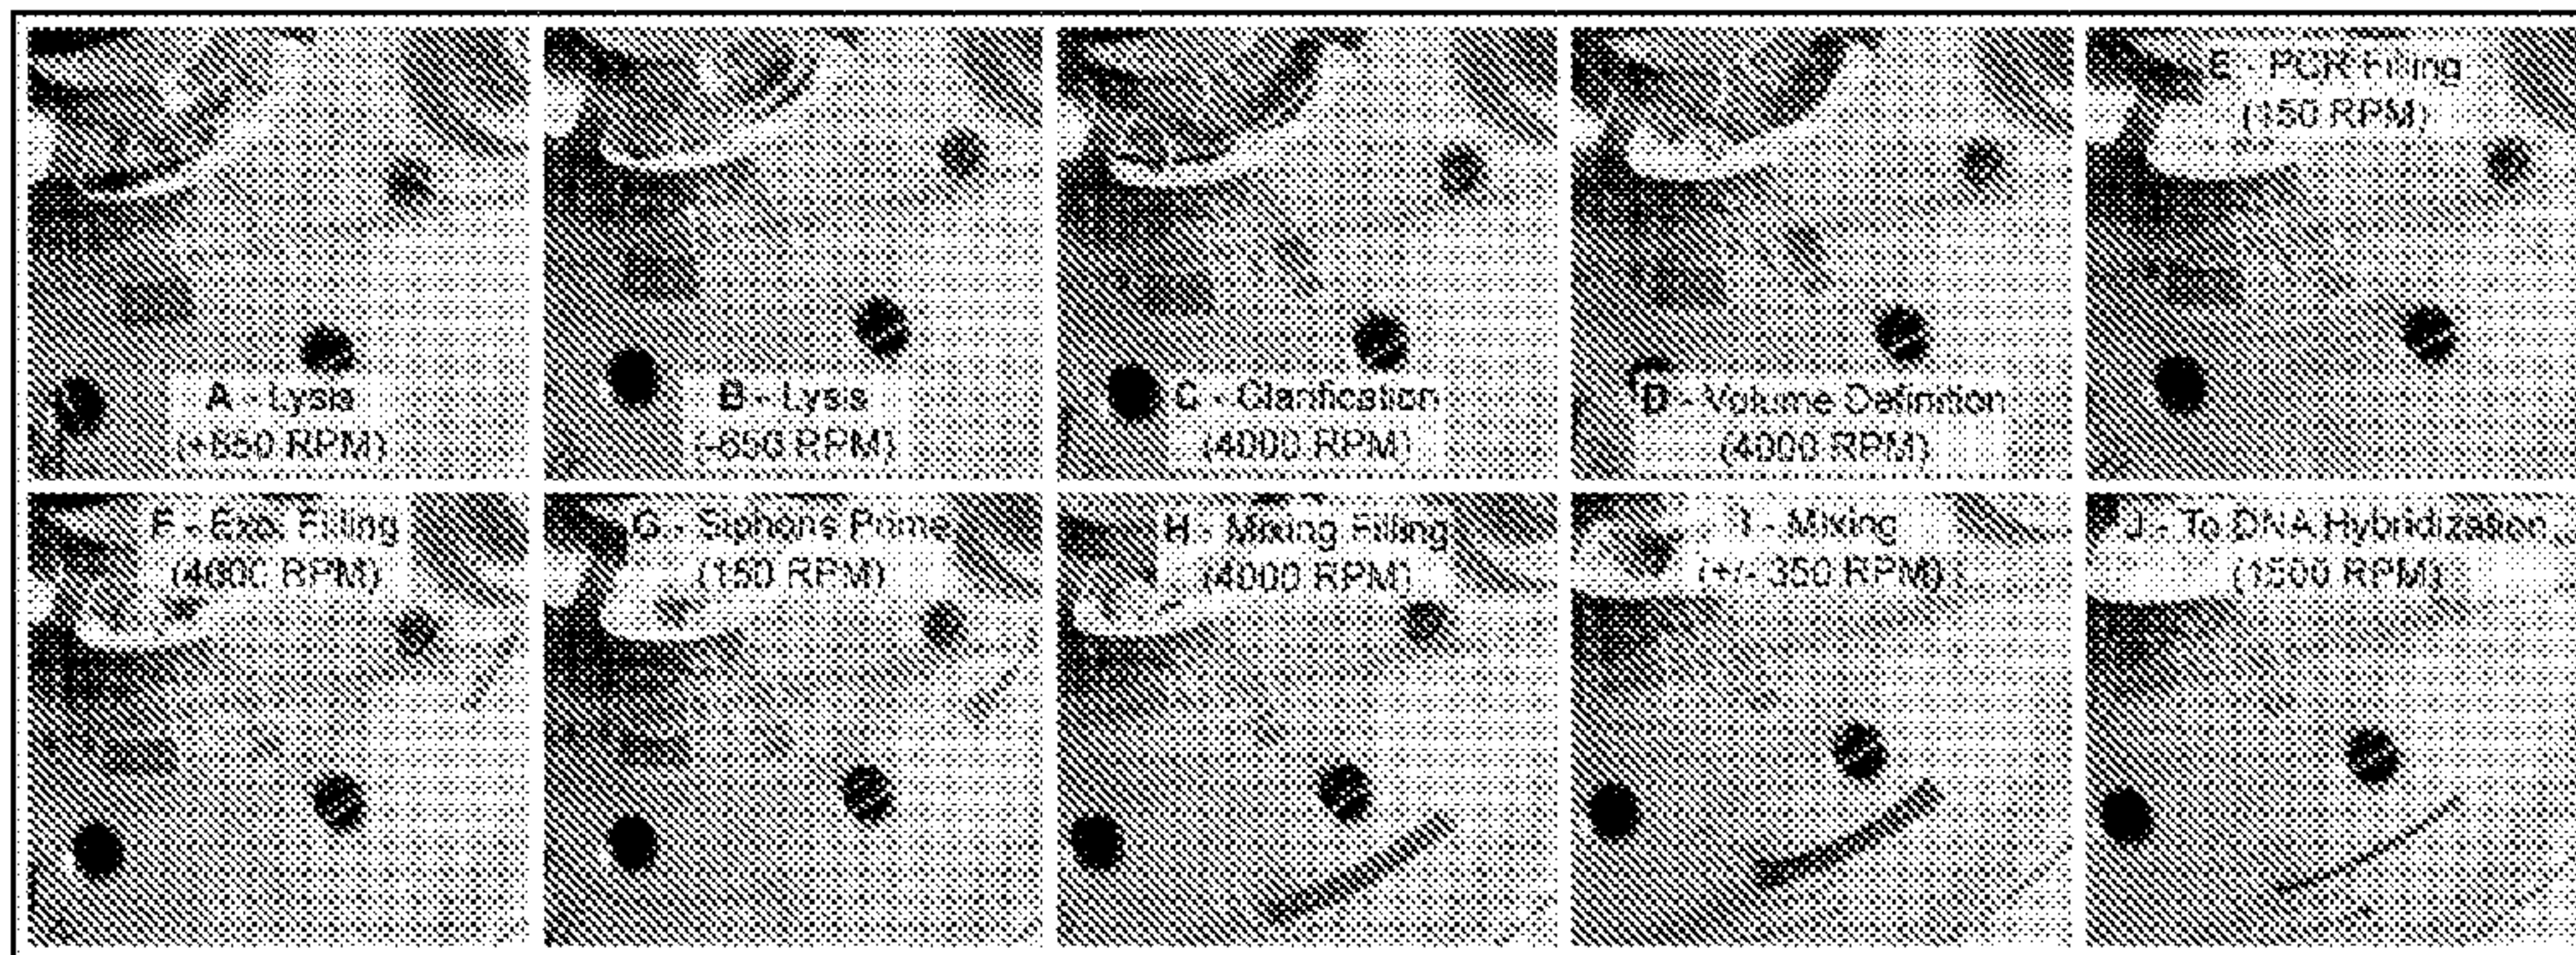 A - Lysis
(+650 RPM)
B - Lysis
(-650 RPM)
C - Clarification
(4000 RPM)
D - Volume Definition
(4000 RPM)
E - PCR Filling
(150 RPM)
F - Exo. Filling
(4000 RPM)
G - Siphons Prime
(150 RPM)
H - Mixing Filling
(4000 RPM)
I - Mixing
(+/- 350 RPM)
J - To DNA Hybridization
(1500 RPM)